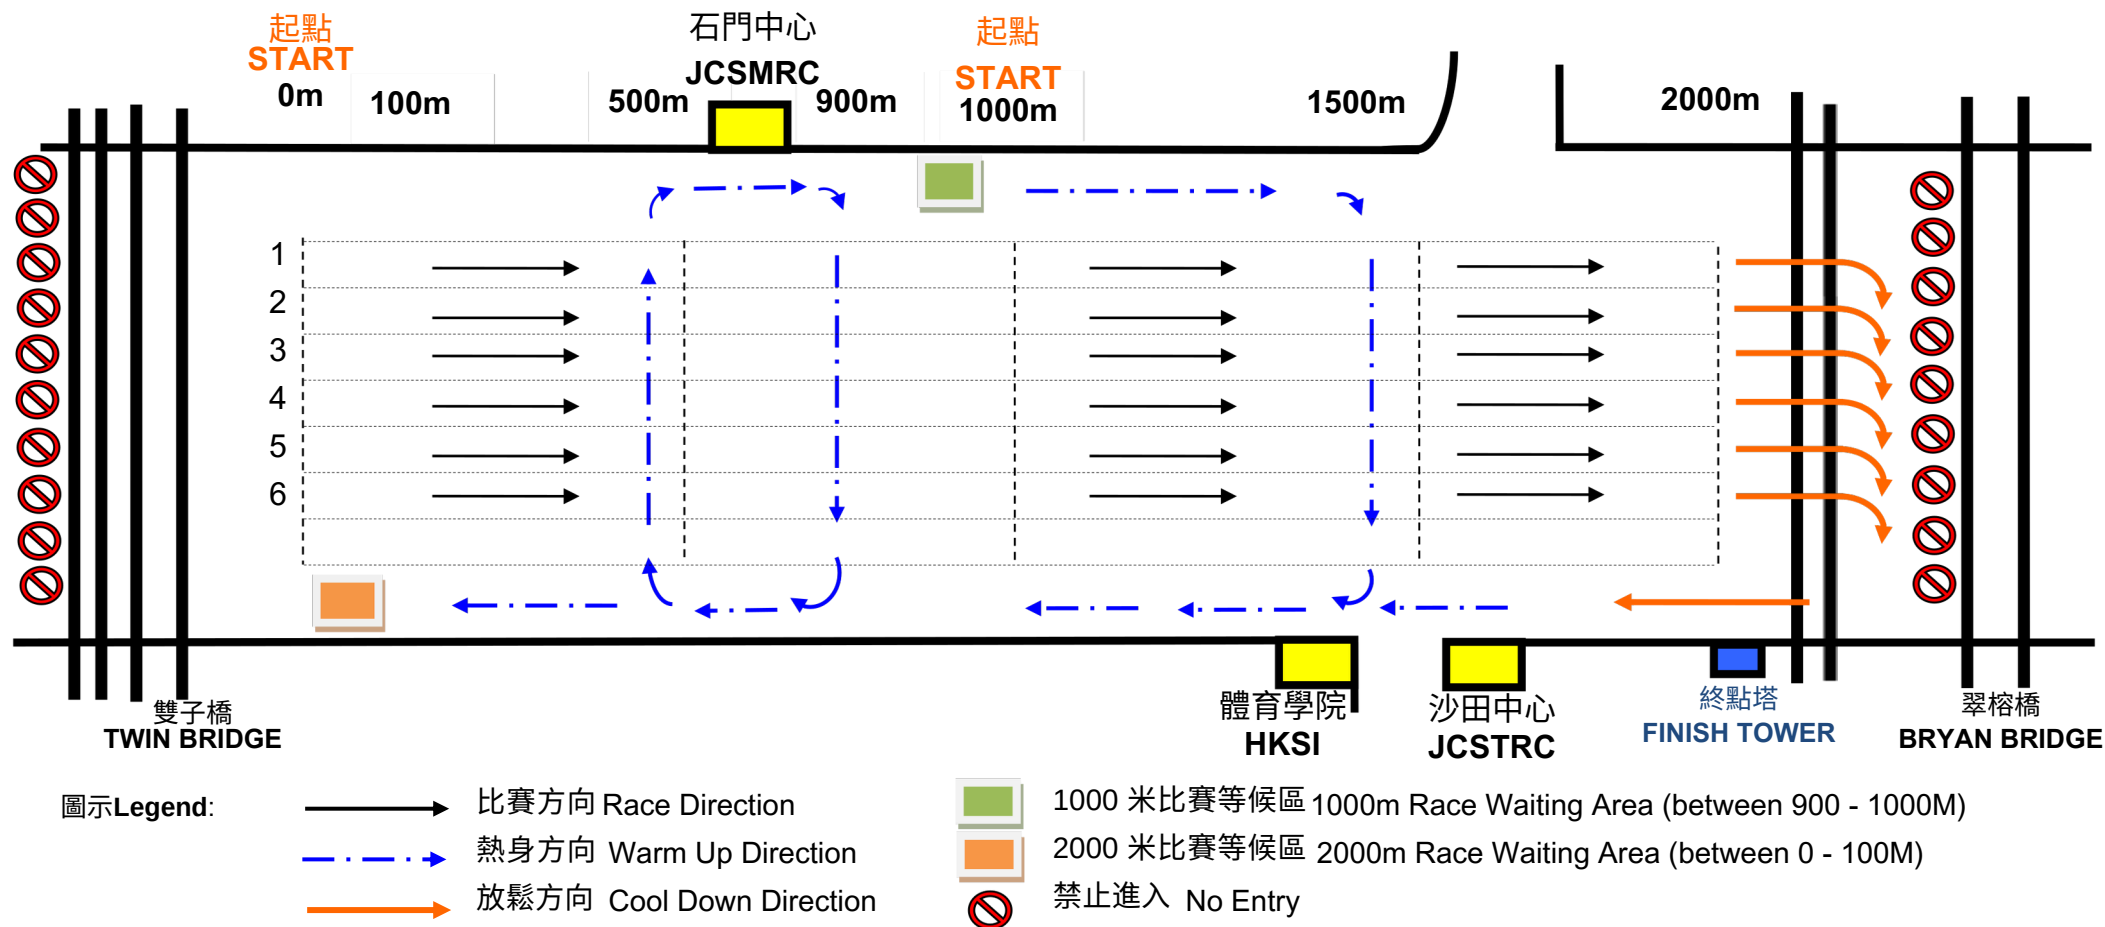 起點
START
0m
100m
500m
石門中心
JCSMRC
900m
起點
START
1000m
1500m
2000m
1
2
3
4
5
6
雙子橋
TWIN BRIDGE
體育學院
HKSI
沙田中心
JCSTRC
終點塔
FINISH TOWER
翠榕橋
BRYAN BRIDGE
圖示Legend:
比賽方向 Race Direction
熱身方向 Warm Up Direction
放鬆方向 Cool Down Direction
1000 米比賽等候區 1000m Race Waiting Area (between 900 - 1000M)
2000 米比賽等候區 2000m Race Waiting Area (between 0 - 100M)
禁止進入 No Entry